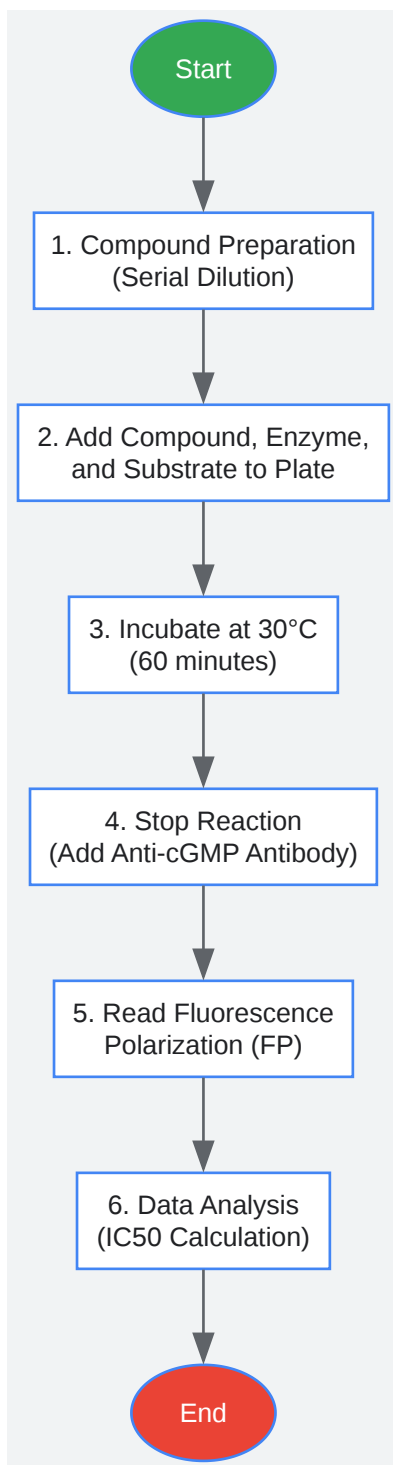 Start
1. Compound Preparation
(Serial Dilution)
2. Add Compound, Enzyme,
and Substrate to Plate
3. Incubate at 30°C
(60 minutes)
4. Stop Reaction
(Add Anti-cGMP Antibody)
5. Read Fluorescence
Polarization (FP)
6. Data Analysis
(IC50 Calculation)
End